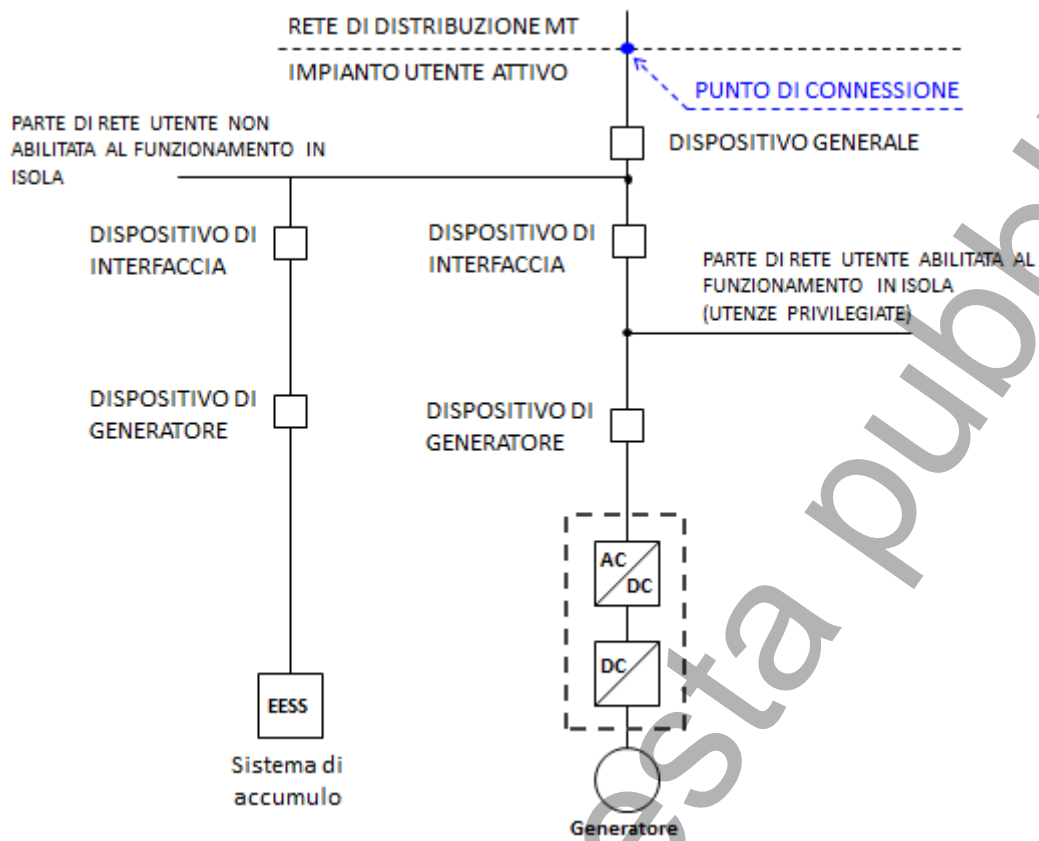 RETE DI DISTRIBUZIONE MT
IMPIANTO UTENTE ATTIVO
PUNTO DI CONNESSIONE
PARTE DI RETE UTENTE NON
ABILITATA AL FUNZIONAMENTO IN
ISOLA
DISPOSITIVO GENERALE
DISPOSITIVO DI
INTERFACCIA
DISPOSITIVO DI
INTERFACCIA
PARTE DI RETE UTENTE ABILITATA AL
FUNZIONAMENTO IN ISOLA
(UTENZE PRIVILEGIATE)
DISPOSITIVO DI
GENERATORE
DISPOSITIVO DI
GENERATORE
AC
DC
DC
EESS
Sistema di
accumulo
Generatore
esta pubb